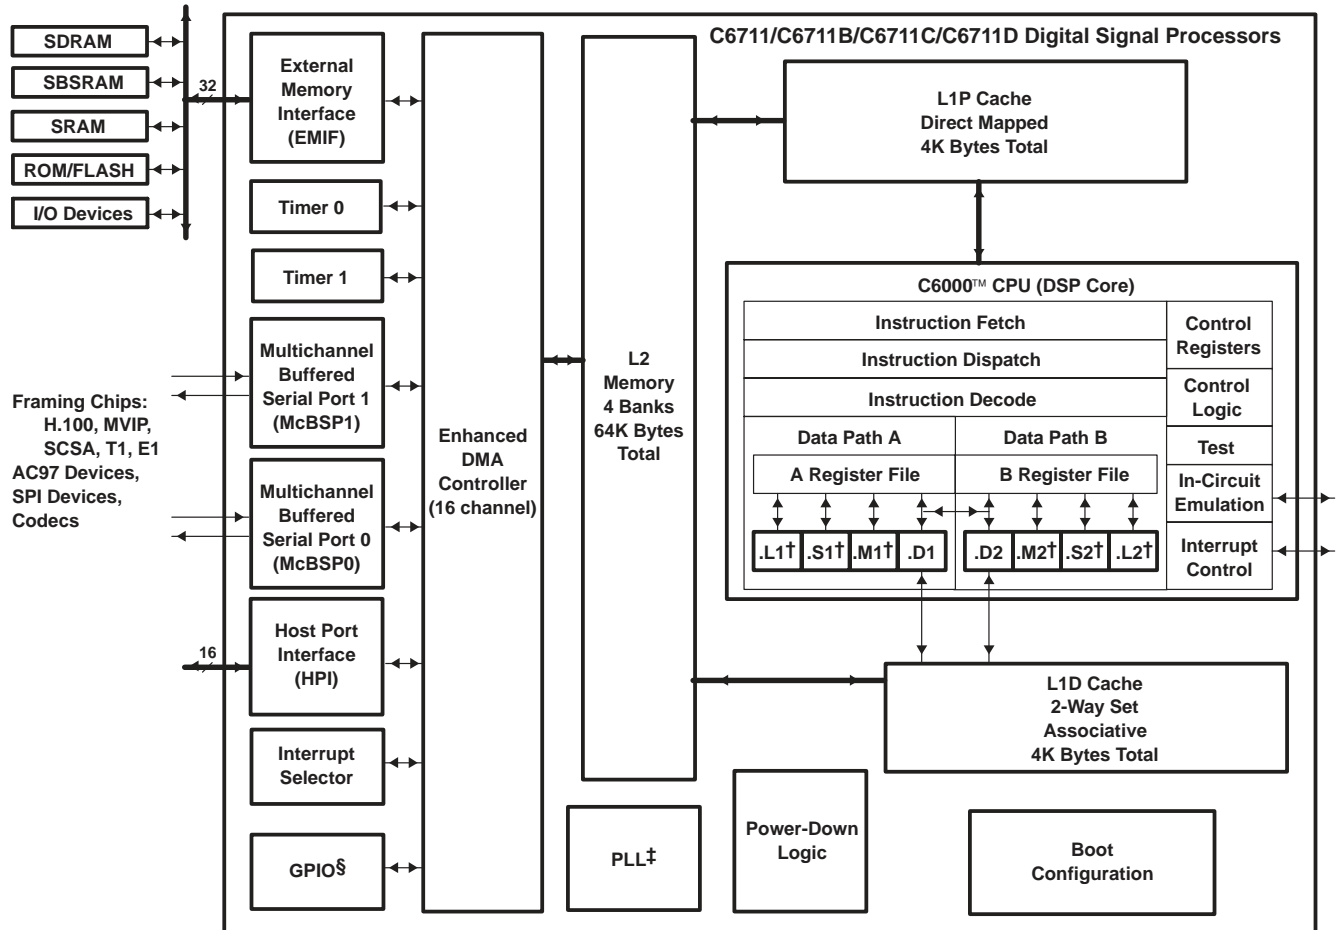 C6711/C6711B/C6711C/C6711D Digital Signal Processors
SDRAM
SBSRAM
SRAM
ROM/FLASH
I/O Devices
32
External
Memory
Interface
(EMIF)
Timer 0
Timer 1
Framing Chips:
H.100, MVIP,
SCSA, T1, E1
AC97 Devices,
SPI Devices,
Codecs
Multichannel
Buffered
Serial Port 1
(McBSP1)
Multichannel
Buffered
Serial Port 0
(McBSP0)
16
Host Port
Interface
(HPI)
Interrupt
Selector
GPIO§
Enhanced
DMA
Controller
(16 channel)
L2
Memory
4 Banks
64K Bytes
Total
PLL‡
L1P Cache
Direct Mapped
4K Bytes Total
C6000™ CPU (DSP Core)
Instruction Fetch
Instruction Dispatch
Instruction Decode
Data Path A
Data Path B
A Register File
B Register File
.L1† .S1† .M1† .D1
.D2 .M2† .S2† .L2†
Control
Registers
Control
Logic
Test
In-Circuit
Emulation
Interrupt
Control
L1D Cache
2-Way Set
Associative
4K Bytes Total
Power-Down
Logic
Boot
Configuration